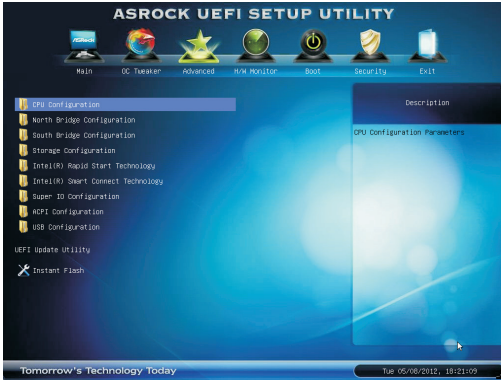 ASROCK UEFI SETUP UTILITY
ASRock
Main OC Tweaker Advanced H/W Monitor Boot Security Exit
CPU Configuration
North Bridge Configuration
South Bridge Configuration
Storage Configuration
Intel(R) Rapid Start Technology
Intel(R) Smart Connect Technology
Super IO Configuration
ACPI Configuration
USB Configuration
UEFI Update Utility
Instant Flash
Description
CPU Configuration Parameters
Tomorrow's Technology Today
Tue 05/08/2012, 18:21:09